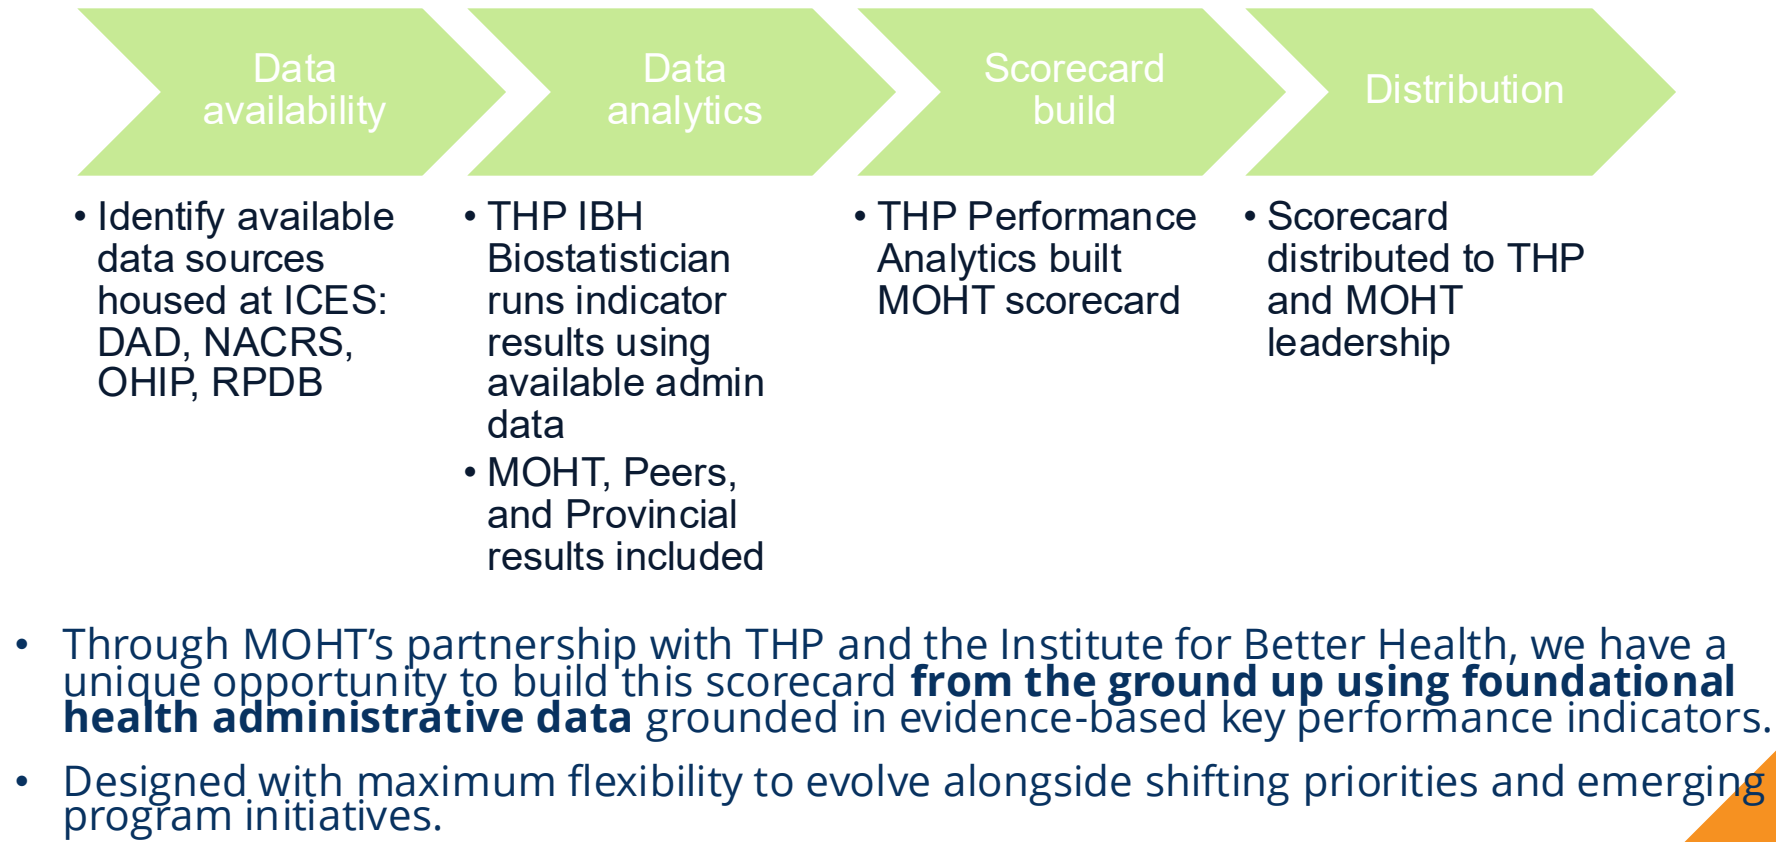 Data
availability
Data
analytics
Scorecard
build
Distribution
• Identify available
data sources
housed at ICES:
DAD, NACRS,
OHIP, RPDB
• THP IBH
Biostatistician
runs indicator
results using
available admin
data
• MOHT, Peers,
and Provincial
results included
• THP Performance
Analytics built
MOHT scorecard
• Scorecard
distributed to THP
and MOHT
leadership
• Through MOHT’s partnership with THP and the Institute for Better Health, we have a
unique opportunity to build this scorecard from the ground up using foundational
health administrative data grounded in evidence-based key performance indicators.
• Designed with maximum flexibility to evolve alongside shifting priorities and emerging
program initiatives.